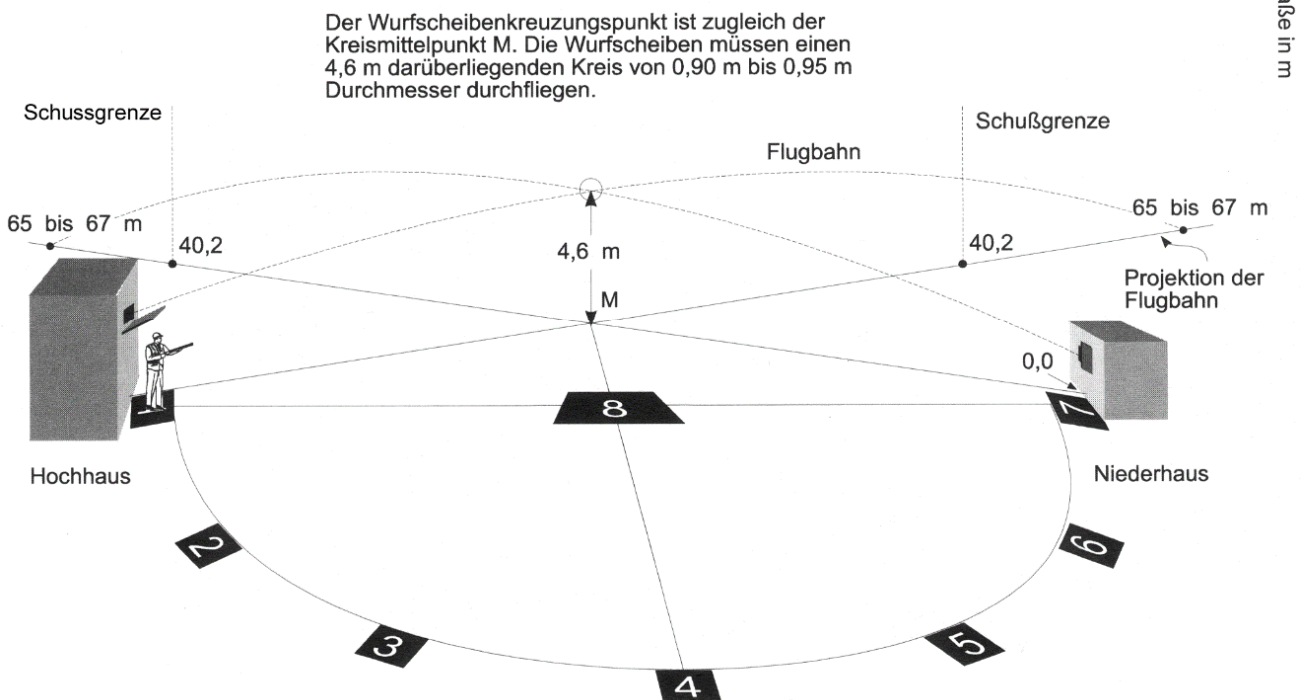 Der Wurfscheibenkreuzungspunkt ist zugleich der
Kreismittelpunkt M. Die Wurfscheiben müssen einen
4,6 m darüberliegenden Kreis von 0,90 m bis 0,95 m
Durchmesser durchfliegen.
Schussgrenze
Schußgrenze
Flugbahn
65 bis 67 m
65 bis 67 m
40,2
4,6 m
40,2
M
Projektion der
Flugbahn
0,0
1
8
7
Hochhaus
Niederhaus
2
6
3
5
4
in m